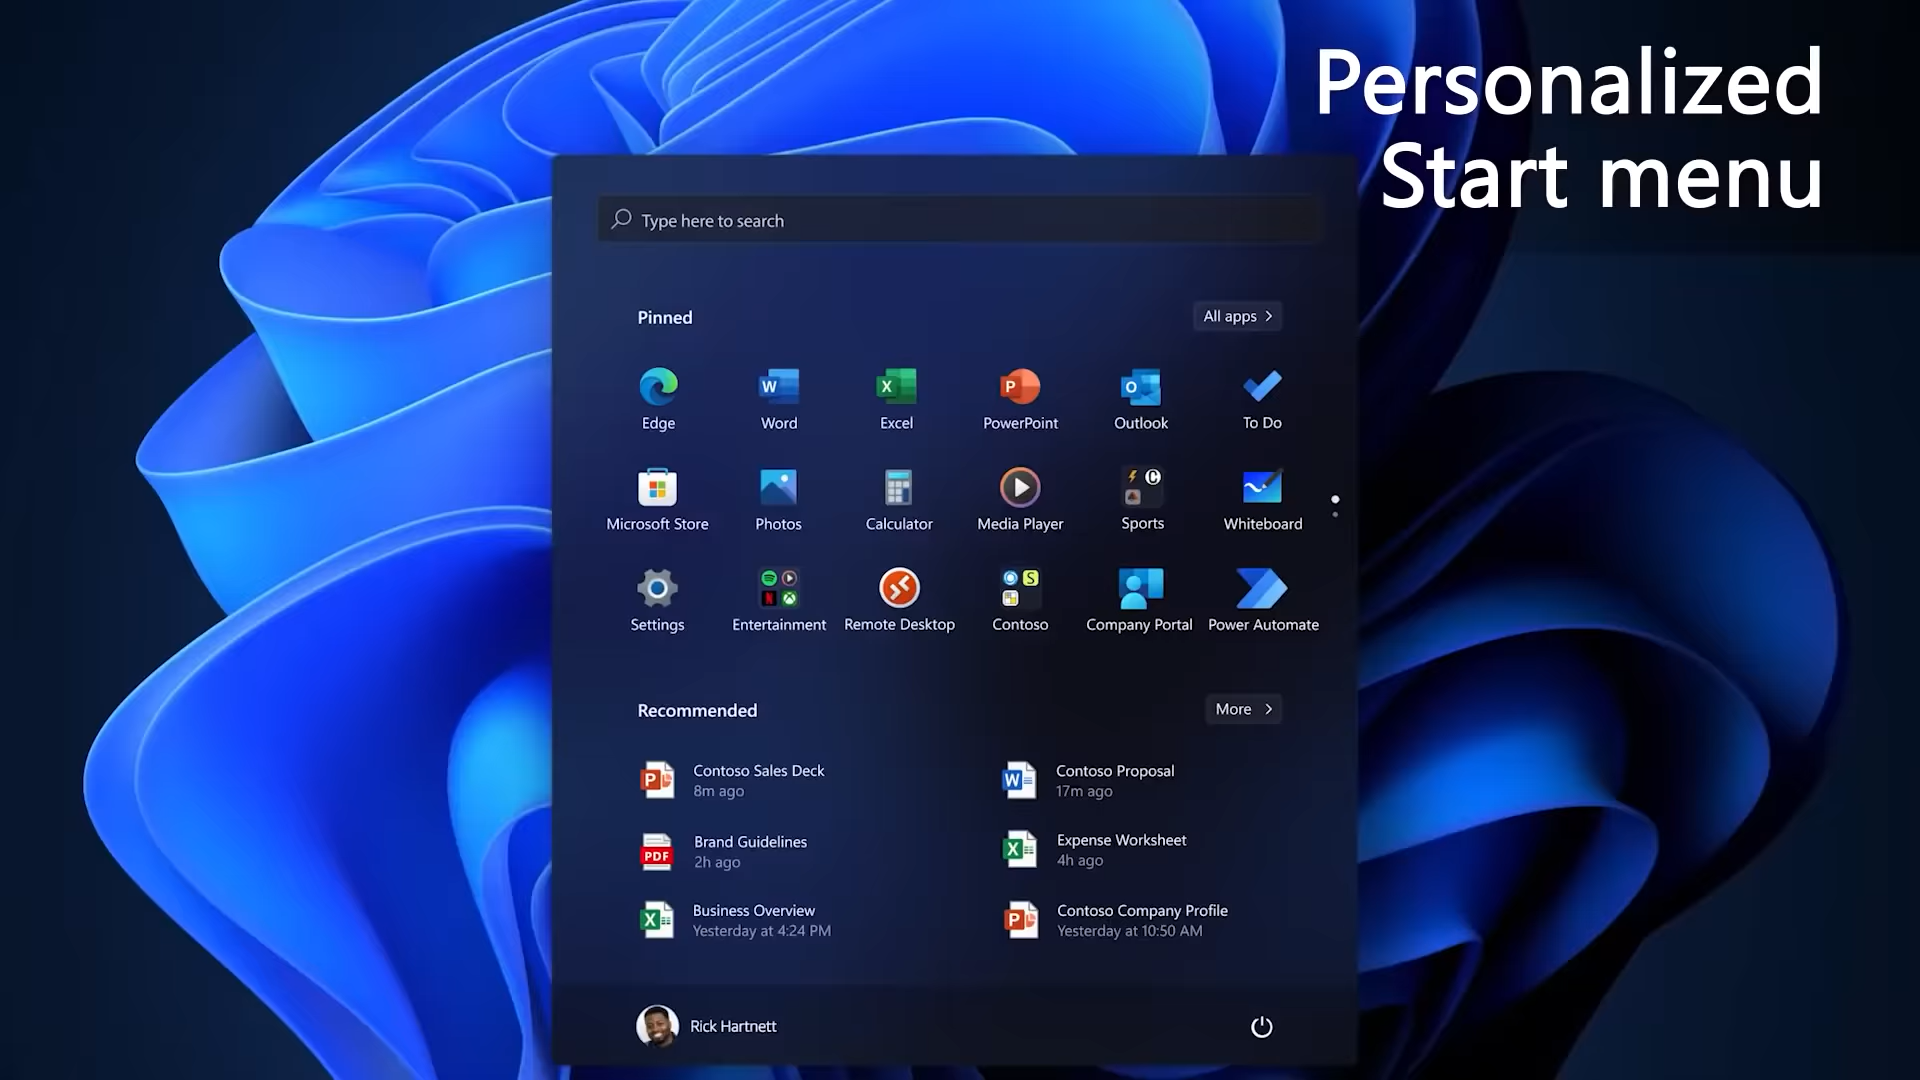 Personalized
Start menu
Type here to search
Pinned
All apps
Edge
Word
Excel
PowerPoint
Outlook
To Do
Microsoft Store
Photos
Calculator
Media Player
Sports
Whiteboard
Settings
Entertainment
Remote Desktop
Contoso
Company Portal
Power Automate
Recommended
More
Contoso Sales Deck
8m ago
Contoso Proposal
17m ago
PDF
Brand Guidelines
2h ago
Expense Worksheet
4h ago
Business Overview
Yesterday at 4:24 PM
Contoso Company Profile
Yesterday at 10:50 AM
Rick Hartnett